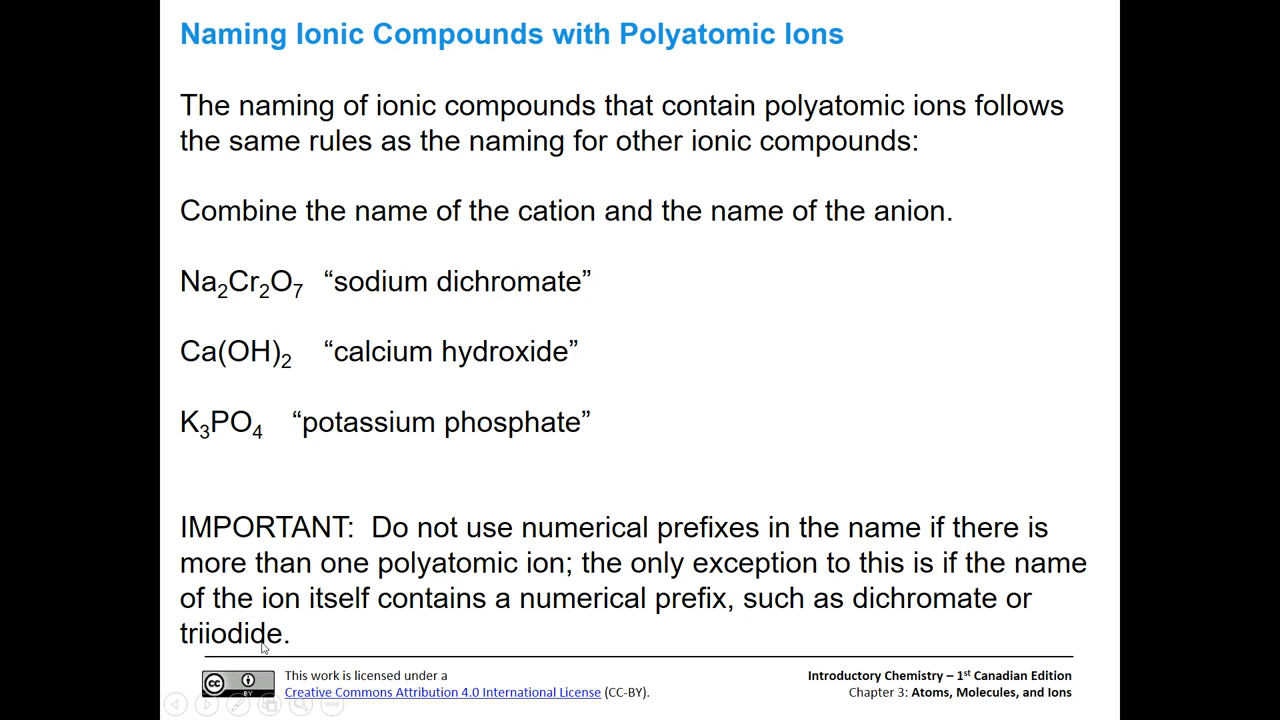 Naming Ionic Compounds with Polyatomic Ions
The naming of ionic compounds that contain polyatomic ions follows
the same rules as the naming for other ionic compounds:
Combine the name of the cation and the name of the anion.
Na₂Cr₂O₇ “sodium dichromate”
Ca(OH)₂ “calcium hydroxide”
K₃PO₄ “potassium phosphate”
IMPORTANT: Do not use numerical prefixes in the name if there is
more than one polyatomic ion; the only exception to this is if the name
of the ion itself contains a numerical prefix, such as dichromate or
triiodide.
cc BY
This work is licensed under a
Creative Commons Attribution 4.0 International License (CC-BY).
Introductory Chemistry – 1st Canadian Edition
Chapter 3: Atoms, Molecules, and Ions